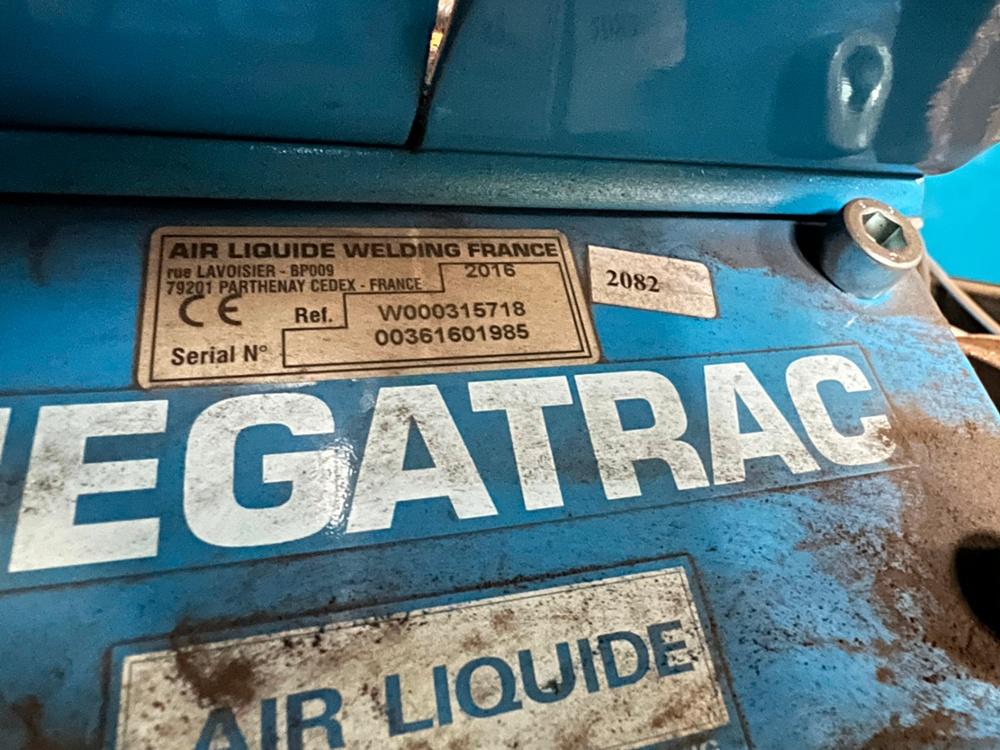 AIR LIQUIDE WELDING FRANCE
rue LAVOISIER - BP009
2016
79201 PARTHENAY CEDEX - FRANCE
CE
Ref.
W000315718
00361601985
Serial N°
2082
EGATRAC
AIR LIQUIDE